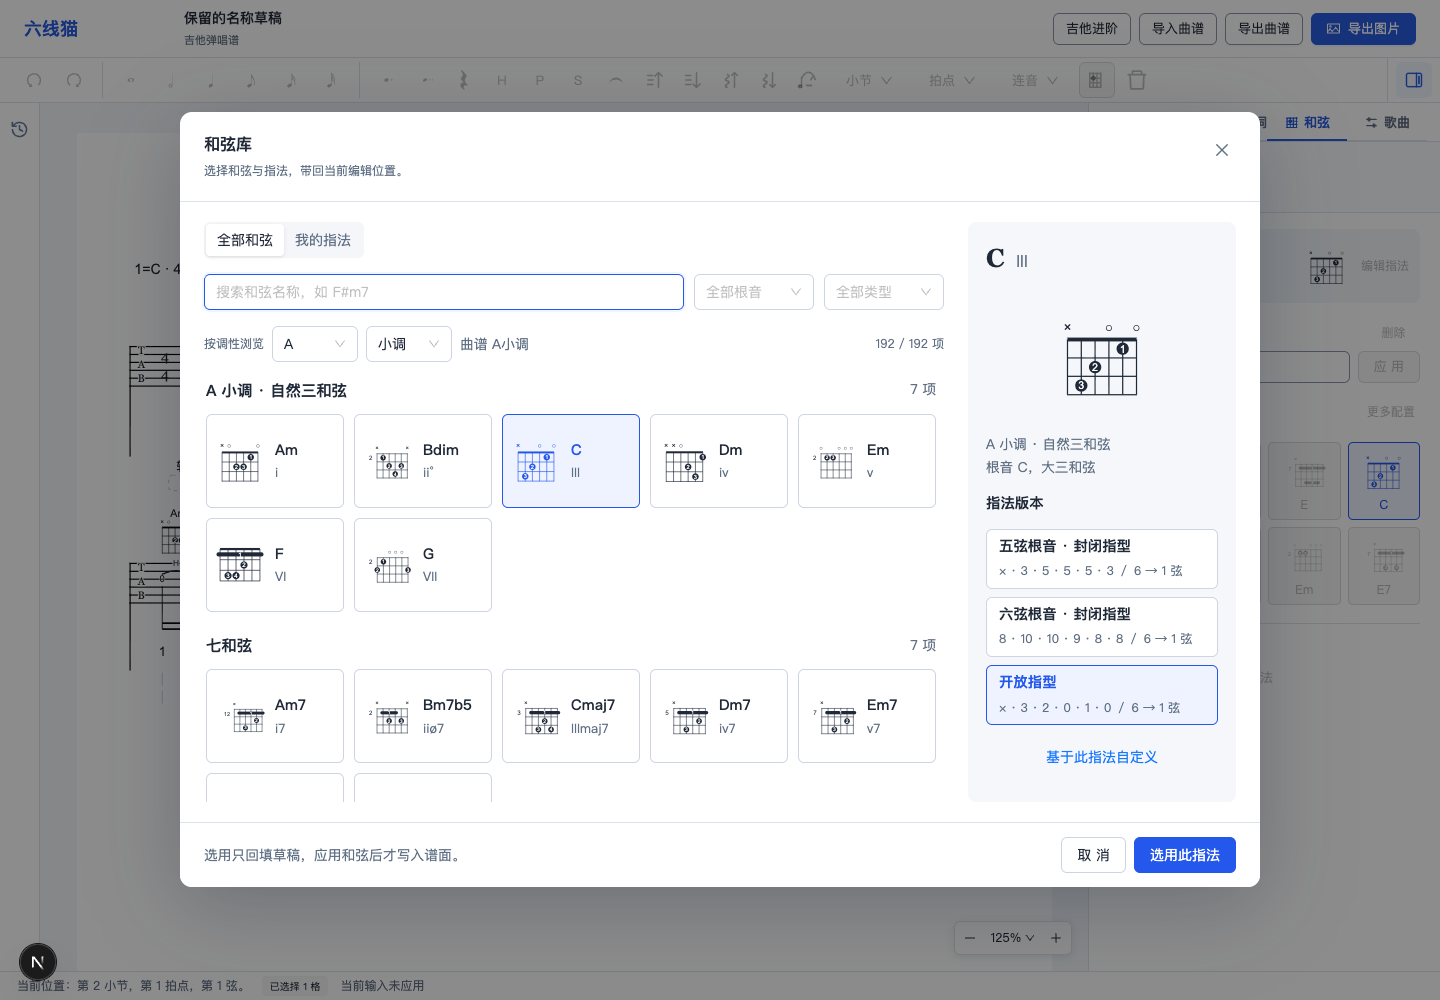 六线猫
保留的名称草稿
吉他弹唱谱
吉他进阶
导入曲谱
导出曲谱
导出图片
H P S
小节
拍点
连音
词
和弦
歌曲
和弦库
选择和弦与指法，带回当前编辑位置。
全部和弦
我的指法
搜索和弦名称，如 F#m7
全部根音
全部类型
按调性浏览
A
小调
曲谱 A小调
192 / 192 项
A 小调 · 自然三和弦
7 项
Am
i
Bdim
ii°
C
III
Dm
iv
Em
v
F
VI
G
VII
七和弦
7 项
Am7
i7
Bm7b5
iiø7
Cmaj7
IIImaj7
Dm7
iv7
Em7
v7
C III
A 小调 · 自然三和弦
根音 C，大三和弦
指法版本
五弦根音 · 封闭指型
× · 3 · 5 · 5 · 5 · 3 / 6→1 弦
六弦根音 · 封闭指型
8 · 10 · 10 · 9 · 8 · 8 / 6→1 弦
开放指型
× · 3 · 2 · 0 · 1 · 0 / 6→1 弦
基于此指法自定义
选用只回填草稿，应用和弦后才写入谱面。
取 消
选用此指法
1=C · 4
T
A
B
4
4
T
A
B
1
编辑指法
删除
应 用
更多配置
E
C
Em
E7
法
125%
N
当前位置：第 2 小节，第 1 拍点，第 1 弦。
已选择 1 格
当前输入未应用